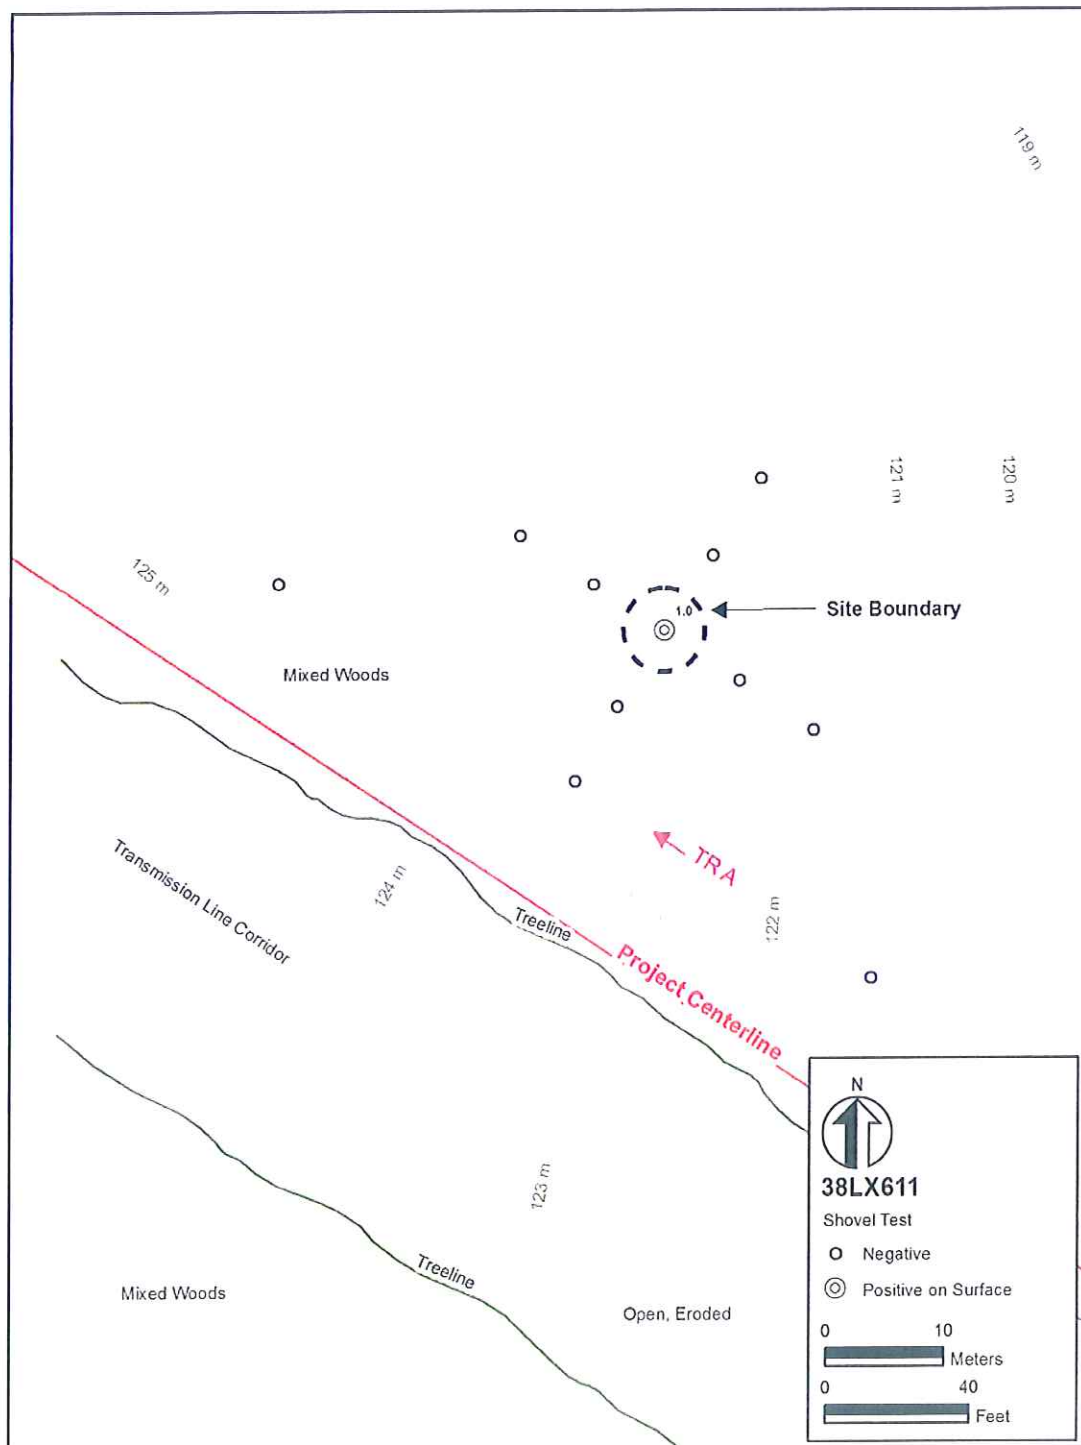 119 m
121 m
120 m
125 m
1.0
Site Boundary
Mixed Woods
TR A
124 m
Transmission Line Corridor
Treeline
122 m
Project Centerline
N
38LX611
Shovel Test
Negative
Positive on Surface
0 10
Meters
0 40
Feet
123 m
Treeline
Mixed Woods
Open, Eroded